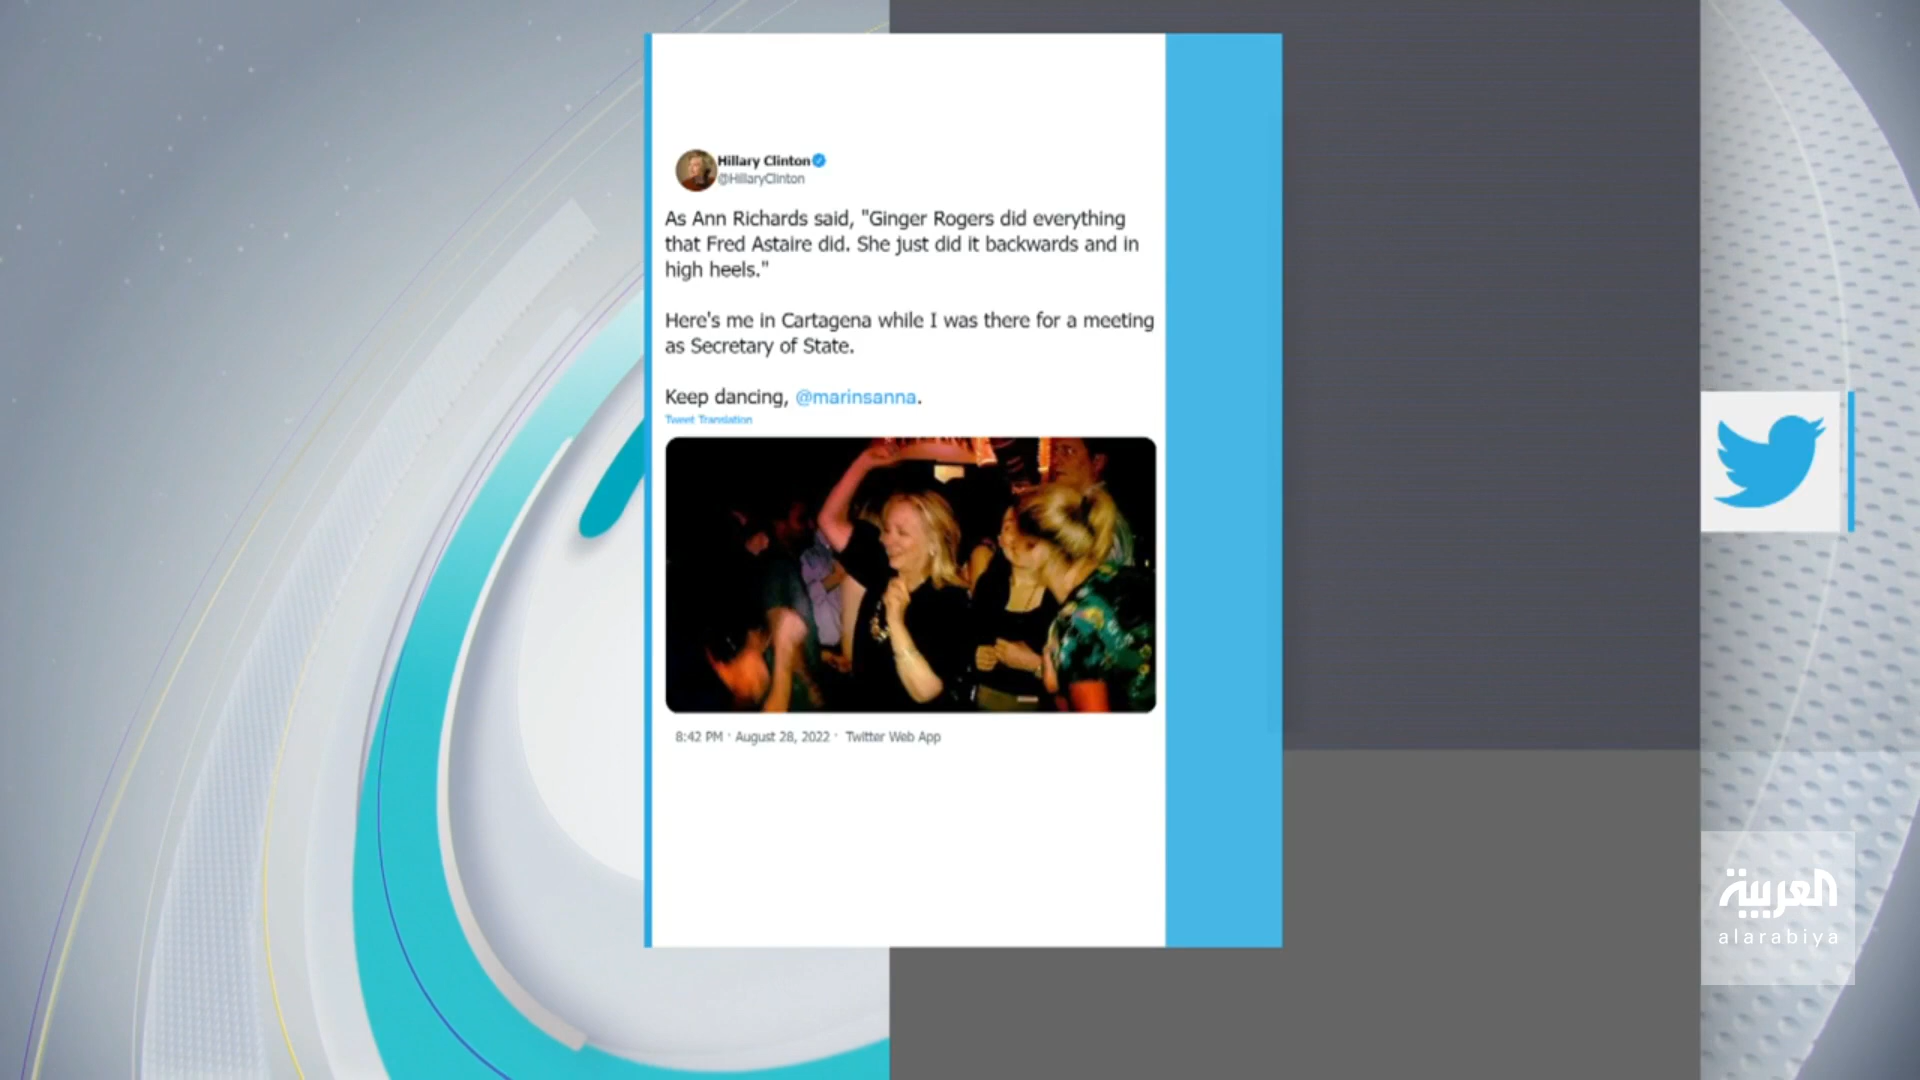 Hillary Clinton
@HillaryClinton
As Ann Richards said, "Ginger Rogers did everything
that Fred Astaire did. She just did it backwards and in
high heels."
Here's me in Cartagena while I was there for a meeting
as Secretary of State.
Keep dancing, @marinsanna.
Tweet Translation
8:42 PM · August 28, 2022 · Twitter Web App
العربية
alarabiya